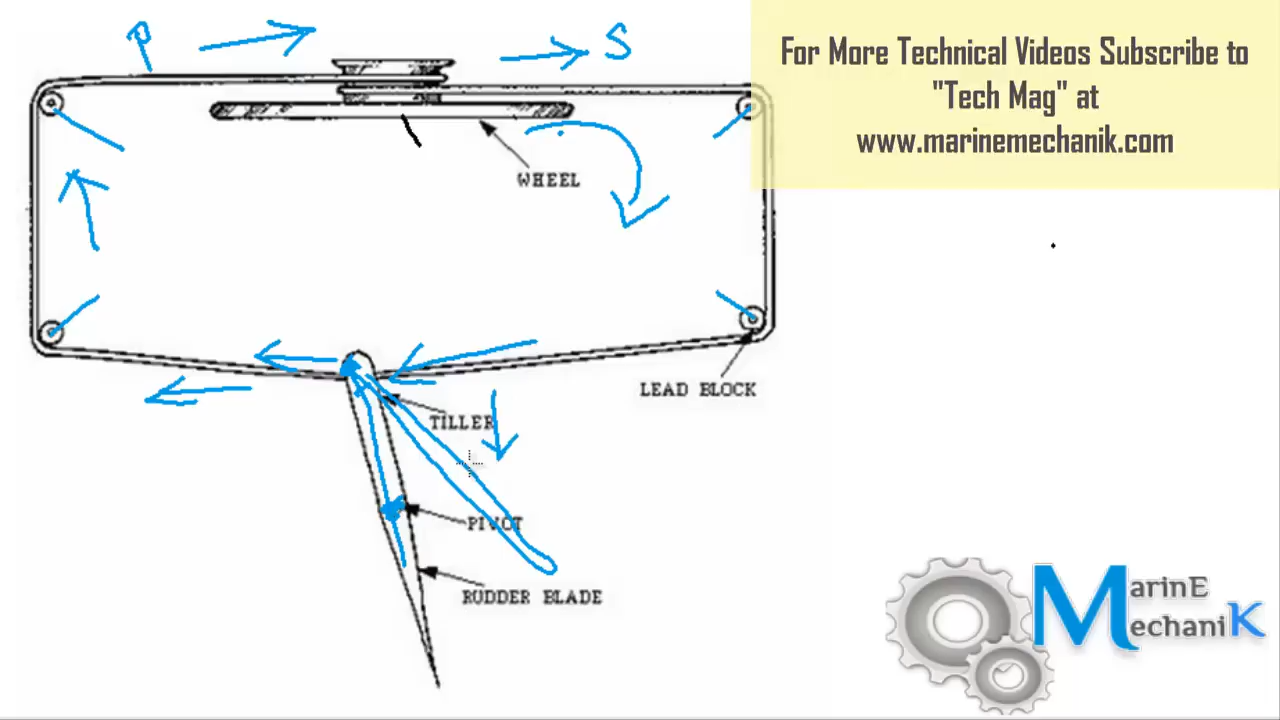 P
S
For More Technical Videos Subscribe to
"Tech Mag" at
www.marinemechanik.com
WHEEL
LEAD BLOCK
TILLER
PIVOT
RUDDER BLADE
MarinE
MechaniK